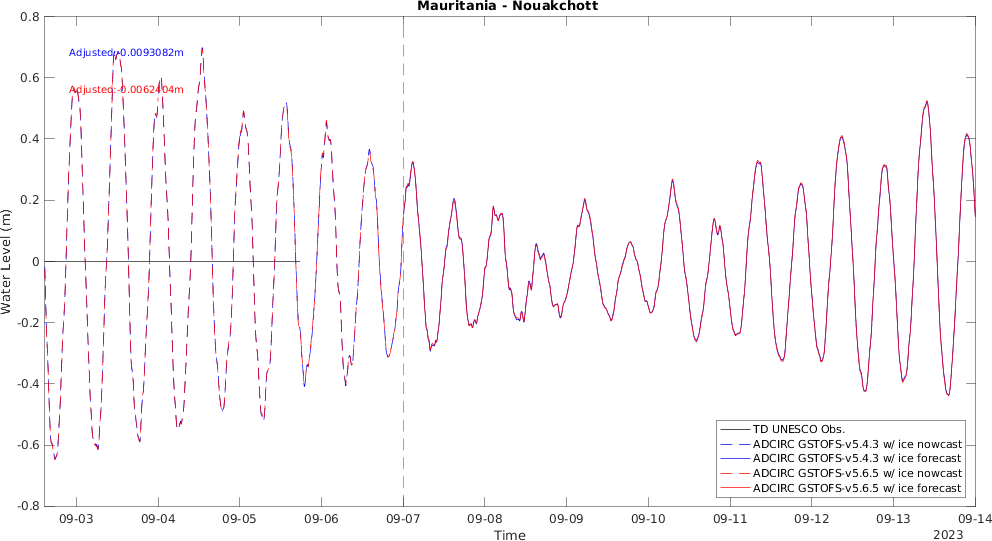 Mauritania - Nouakchott
Adjusted:-0.0093082m
Adjusted:-0.0062404m
Water Level (m)
0.8
0.6
0.4
0.2
0
-0.2
-0.4
-0.6
-0.8
TD UNESCO Obs.
ADCIRC GSTOFS-v5.4.3 w/ ice nowcast
ADCIRC GSTOFS-v5.4.3 w/ ice forecast
ADCIRC GSTOFS-v5.6.5 w/ ice nowcast
ADCIRC GSTOFS-v5.6.5 w/ ice forecast
09-03 09-04 09-05 09-06 09-07 09-08 09-09 09-10 09-11 09-12 09-13 09-14
Time
2023